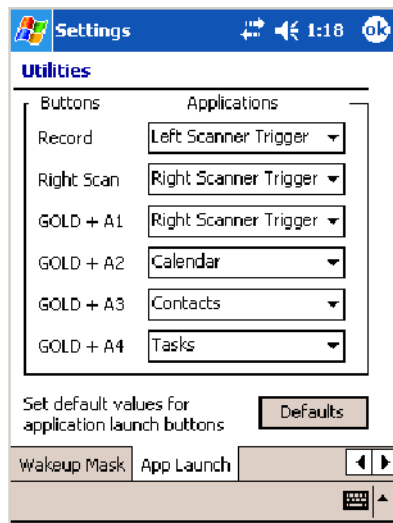 Settings 1:18 ok
Utilities
Buttons Applications
Record Left Scanner Trigger
Right Scan Right Scanner Trigger
GOLD + A1 Right Scanner Trigger
GOLD + A2 Calendar
GOLD + A3 Contacts
GOLD + A4 Tasks
Set default values for
application launch buttons Defaults
Wakeup Mask App Launch